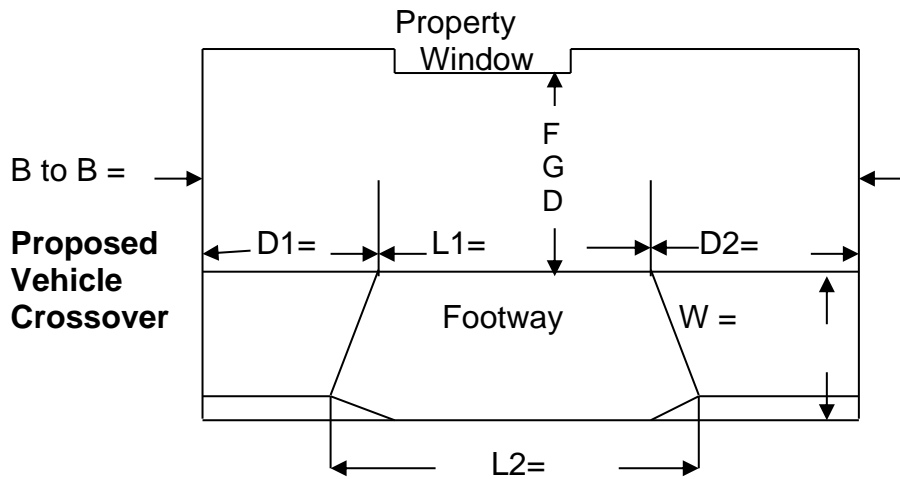 Property
Window
F
G
D
B to B =
Proposed
Vehicle
Crossover
D1=
L1=
D2=
Footway
W =
L2=